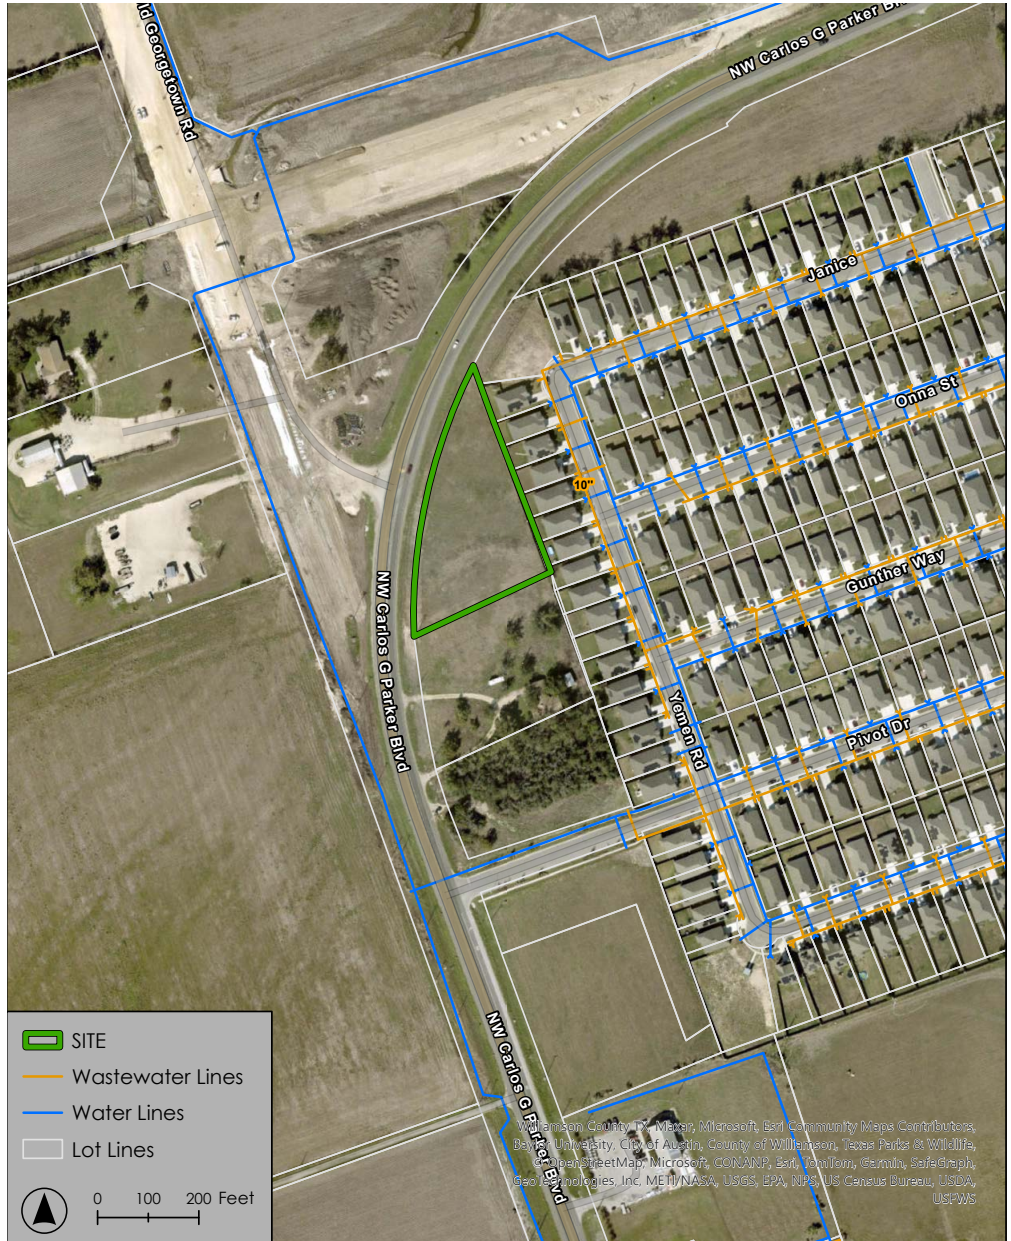 ld Georgetown Rd
NW Carlos G Parker Bl
Janice
Onna St
10"
Gunther Way
NW Carlos G Parker Blvd
Yemen Rd
Pivot Dr
NW Carlos G Parker Blvd
SITE
Wastewater Lines
Water Lines
Lot Lines
0 100 200 Feet
Williamson County, TX, Maxar, Microsoft, Esri Community Maps Contributors,
Baylor University, City of Austin, County of Williamson, Texas Parks & Wildlife,
© OpenStreetMap, Microsoft, CONANP, Esri, TomTom, Garmin, SafeGraph,
GeoTechnologies, Inc, METI/NASA, USGS, EPA, NPS, US Census Bureau, USDA,
USFWS